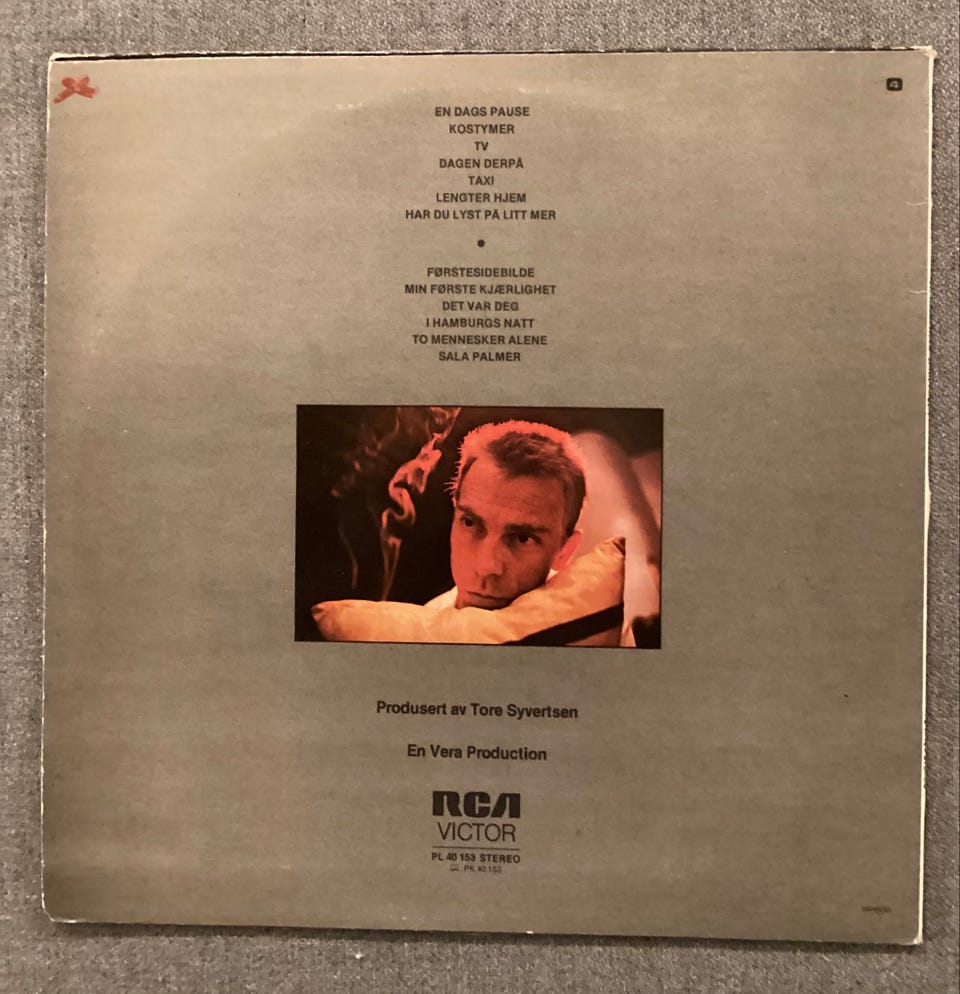 4
EN DAGS PAUSE
KOSTYMER
TV
DAGEN DERPÅ
TAXI
LENGTER HJEM
HAR DU LYST PÅ LITT MER
FØRSTESIDEBILDE
MIN FØRSTE KJÆRLIGHET
DET VAR DEG
I HAMBURGS NATT
TO MENNESKER ALENE
SALA PALMER
Produsert av Tore Syvertsen
En Vera Production
RCA
VICTOR
PL 40 153 STEREO
PK 40 153